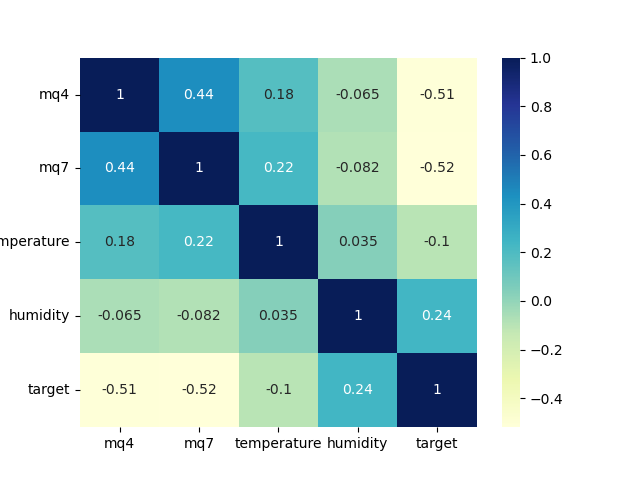 mq4 1 0.44 0.18 -0.065 -0.51
mq7 0.44 1 0.22 -0.082 -0.52
mperature 0.18 0.22 1 0.035 -0.1
humidity -0.065 -0.082 0.035 1 0.24
target -0.51 -0.52 -0.1 0.24 1
mq4 mq7 temperature humidity target
1.0
0.8
0.6
0.4
0.2
0.0
−0.2
−0.4